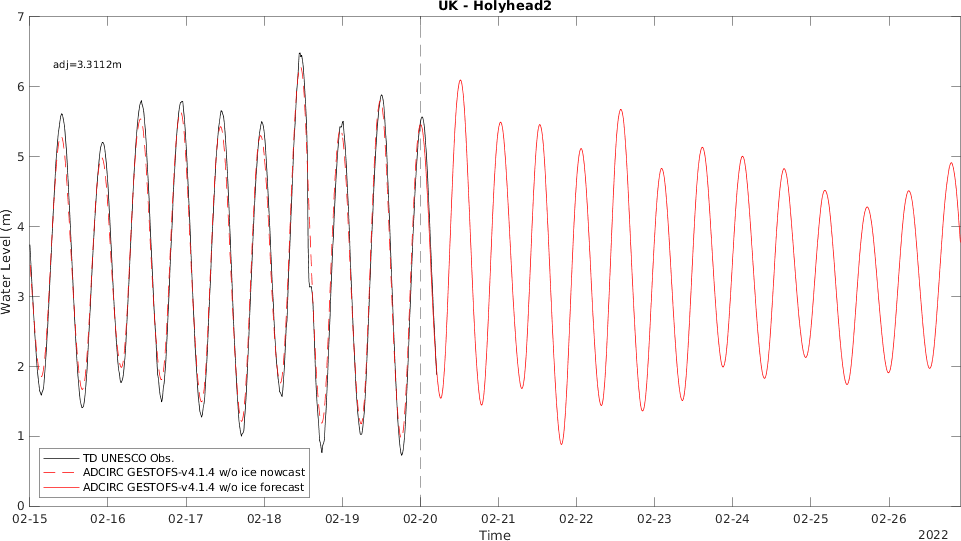 UK - Holyhead2
adj=3.3112m
Water Level (m)
7
6
5
4
3
2
1
0
TD UNESCO Obs.
ADCIRC GESTOFS-v4.1.4 w/o ice nowcast
ADCIRC GESTOFS-v4.1.4 w/o ice forecast
02-15 02-16 02-17 02-18 02-19 02-20 02-21 02-22 02-23 02-24 02-25 02-26
Time
2022